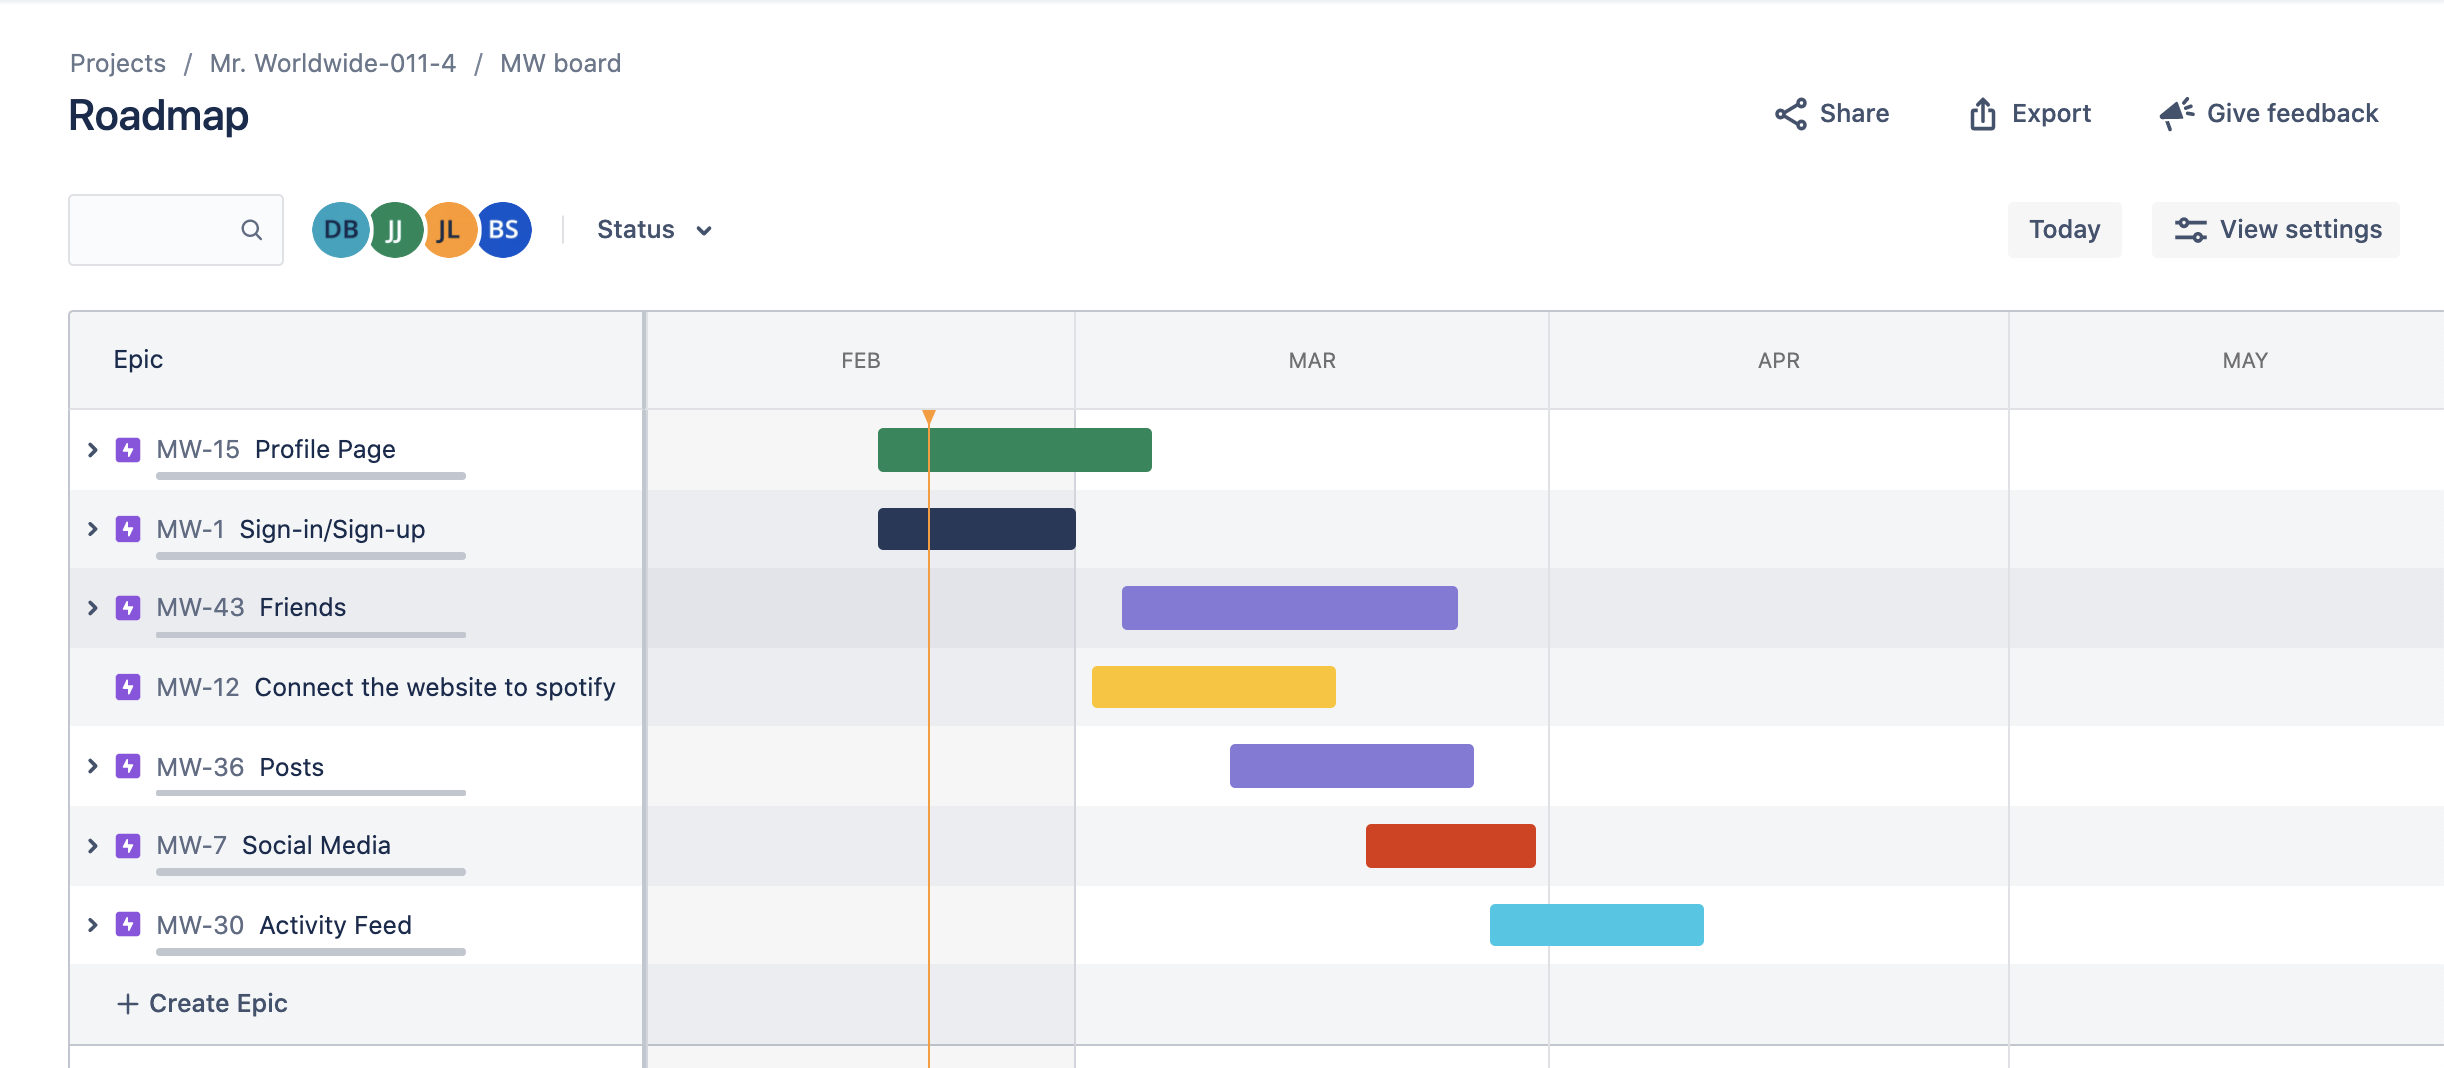 Projects / Mr. Worldwide-011-4 / MW board
Roadmap
Share Export Give feedback
DB JJ JL BS Status Today View settings
Epic FEB MAR APR MAY
MW-15 Profile Page
MW-1 Sign-in/Sign-up
MW-43 Friends
MW-12 Connect the website to spotify
MW-36 Posts
MW-7 Social Media
MW-30 Activity Feed
+ Create Epic